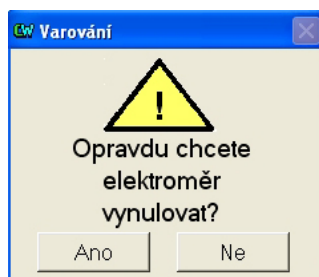 CW Varování
!
Opravdu chcete
elektroměr
vynulovat?
Ano Ne